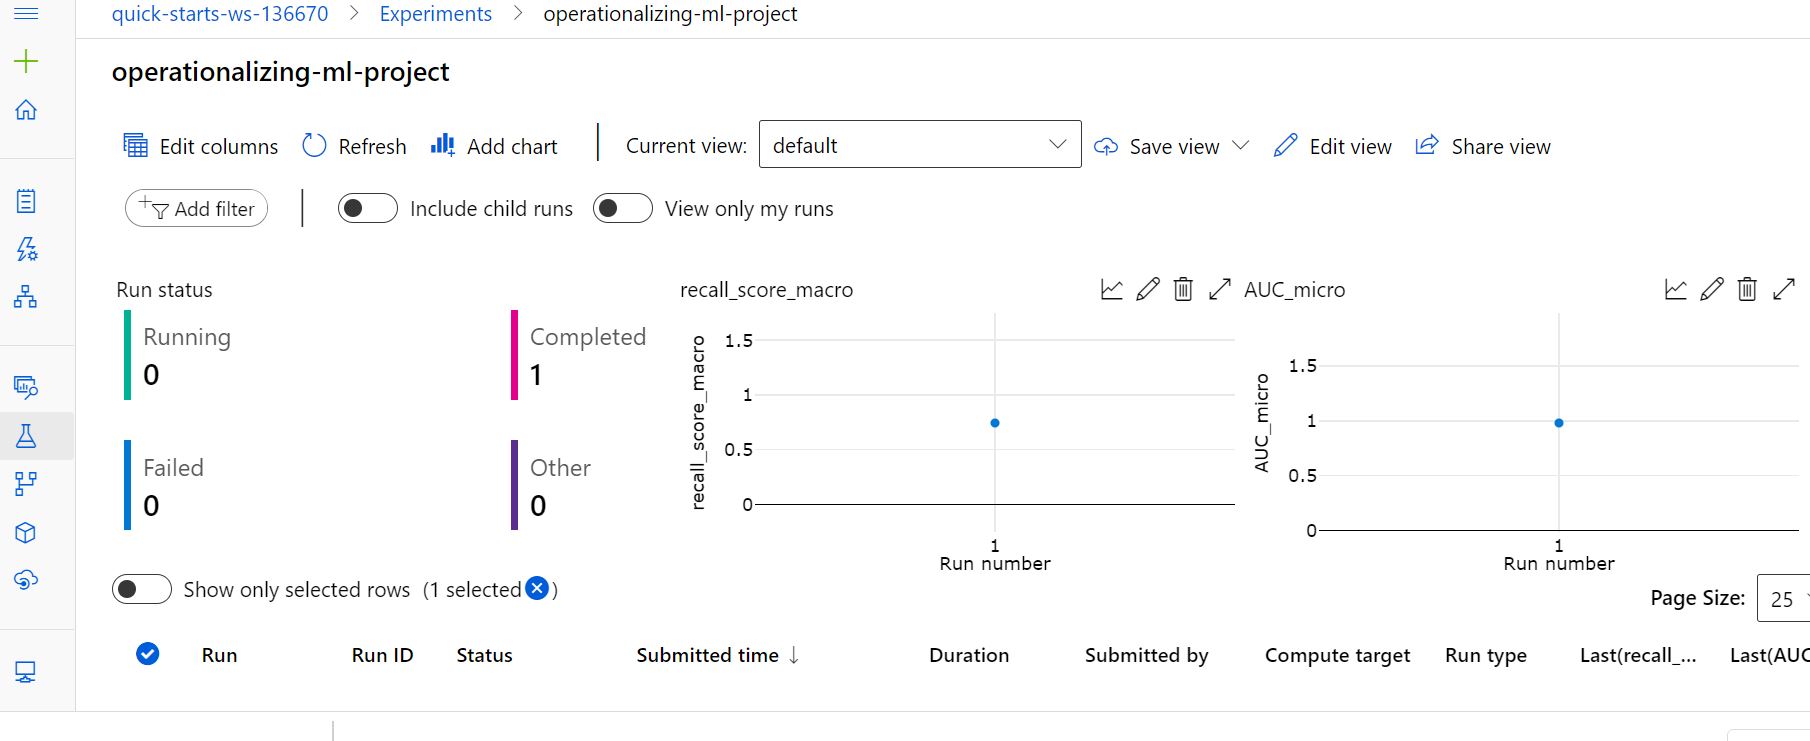 quick-starts-ws-136670 > Experiments > operationalizing-ml-project
operationalizing-ml-project
Edit columns Refresh Add chart Current view: default Save view Edit view Share view
Add filter Include child runs View only my runs
Run status
Running
0
Completed
1
Failed
0
Other
0
recall_score_macro
recall_score_macro
1.5
1
0.5
0
1
Run number
AUC_micro
AUC_micro
1.5
1
0.5
0
1
Run number
Show only selected rows (1 selected )
Page Size: 25
Run Run ID Status Submitted time ↓ Duration Submitted by Compute target Run type Last(recall_... Last(AUC